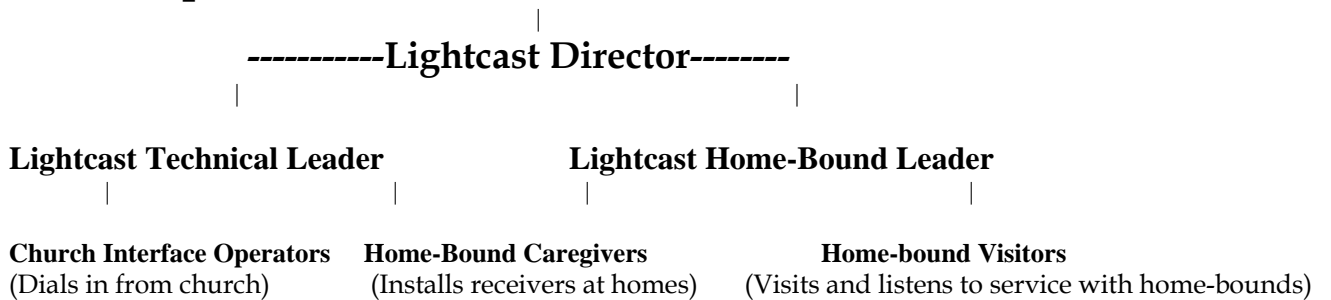 -----------Lightcast Director--------
Lightcast Technical Leader Lightcast Home-Bound Leader
Church Interface Operators Home-Bound Caregivers Home-bound Visitors
(Dials in from church) (Installs receivers at homes) (Visits and listens to service with home-bounds)